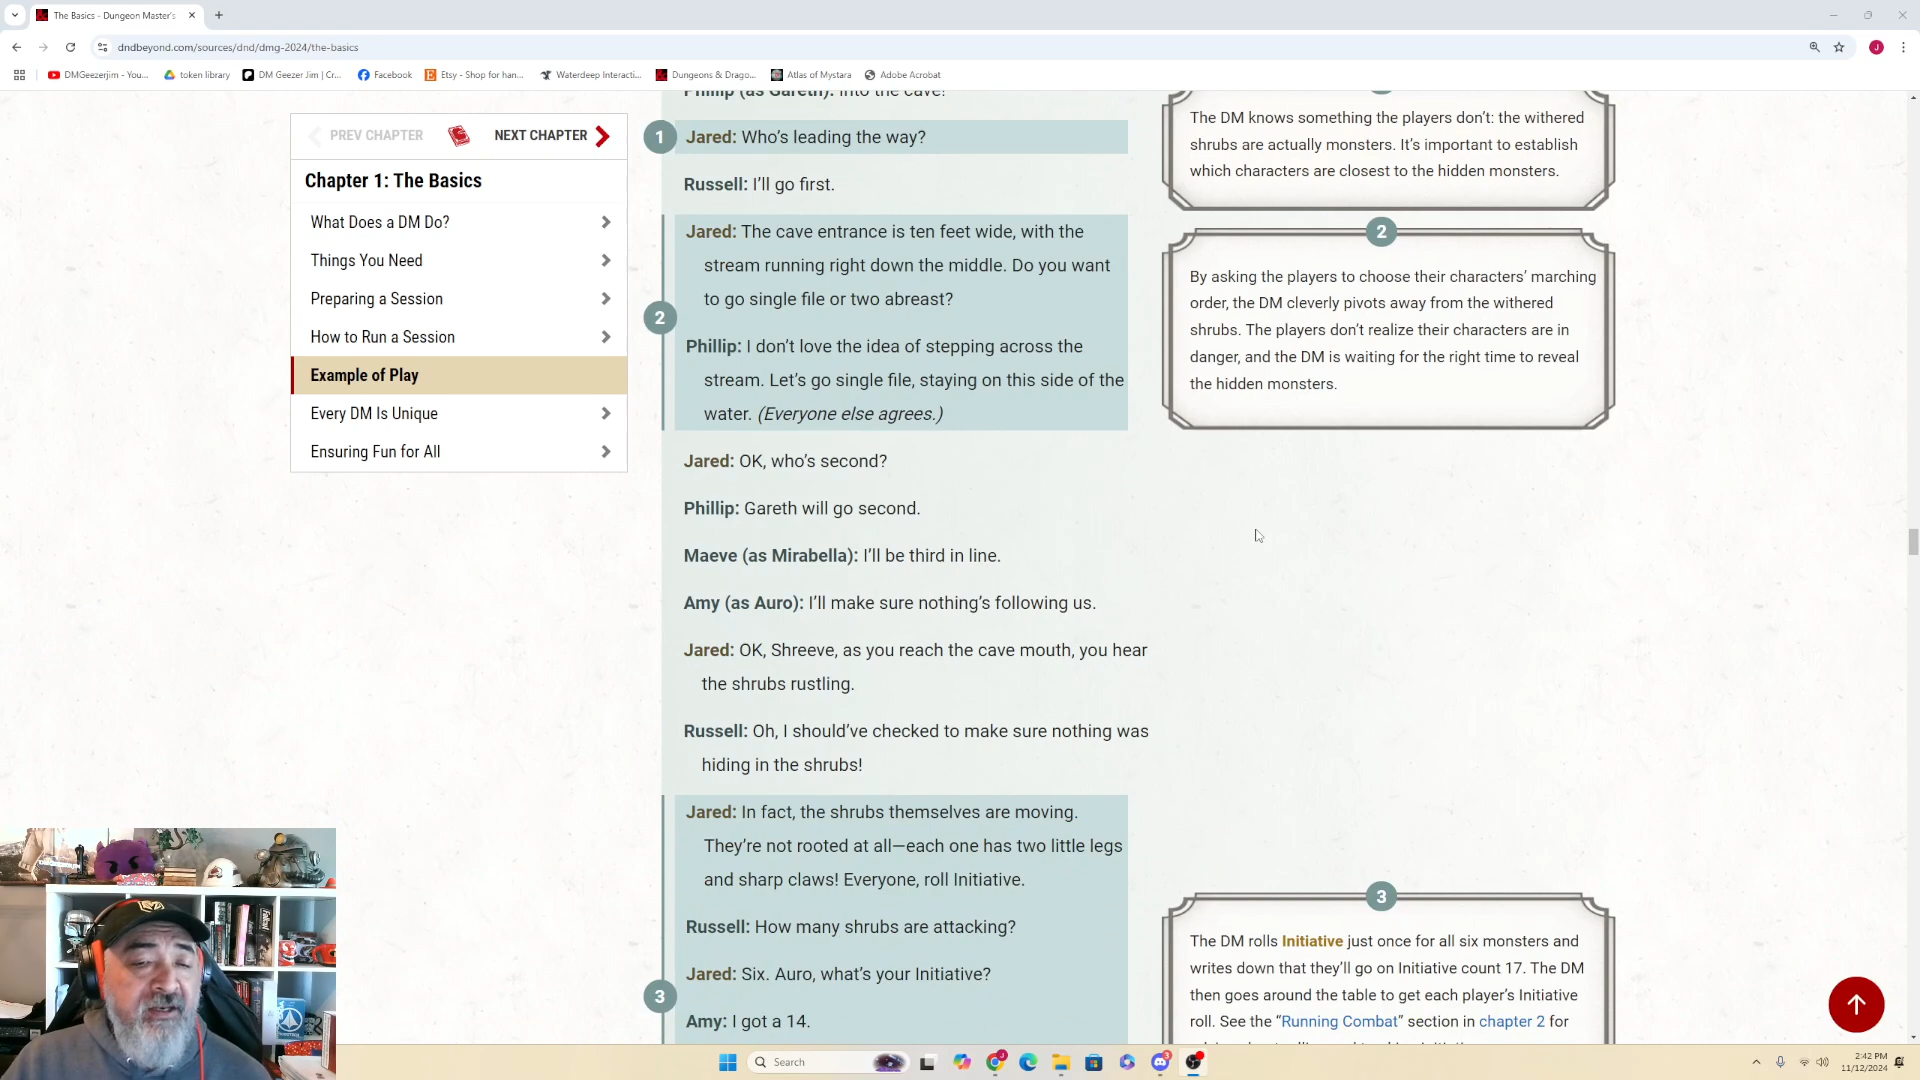 The Basics - Dungeon Master's
dndbeyond.com/sources/dnd/dmg-2024/the-basics
DMGeezerjim - You...
token library
DM Geezer Jim | Cr...
Facebook
Etsy - Shop for han...
Waterdeep Interacti...
Dungeons & Drago...
Atlas of Mystara
Adobe Acrobat
PREV CHAPTER
NEXT CHAPTER
Chapter 1: The Basics
What Does a DM Do?
Things You Need
Preparing a Session
How to Run a Session
Example of Play
Every DM Is Unique
Ensuring Fun for All
Phillip (as Gareth): Into the cave!
1
Jared: Who's leading the way?
Russell: I'll go first.
2
Jared: The cave entrance is ten feet wide, with the
stream running right down the middle. Do you want
to go single file or two abreast?
Phillip: I don't love the idea of stepping across the
stream. Let's go single file, staying on this side of the
water. (Everyone else agrees.)
Jared: OK, who's second?
Phillip: Gareth will go second.
Maeve (as Mirabella): I'll be third in line.
Amy (as Auro): I'll make sure nothing's following us.
Jared: OK, Shreeve, as you reach the cave mouth, you hear
the shrubs rustling.
Russell: Oh, I should've checked to make sure nothing was
hiding in the shrubs!
Jared: In fact, the shrubs themselves are moving.
They're not rooted at all—each one has two little legs
and sharp claws! Everyone, roll Initiative.
Russell: How many shrubs are attacking?
Jared: Six. Auro, what's your Initiative?
3
Amy: I got a 14.
The DM knows something the players don't: the withered
shrubs are actually monsters. It's important to establish
which characters are closest to the hidden monsters.
2
By asking the players to choose their characters' marching
order, the DM cleverly pivots away from the withered
shrubs. The players don't realize their characters are in
danger, and the DM is waiting for the right time to reveal
the hidden monsters.
3
The DM rolls Initiative just once for all six monsters and
writes down that they'll go on Initiative count 17. The DM
then goes around the table to get each player's Initiative
roll. See the “Running Combat” section in chapter 2 for
Search
2:42 PM
11/12/2024